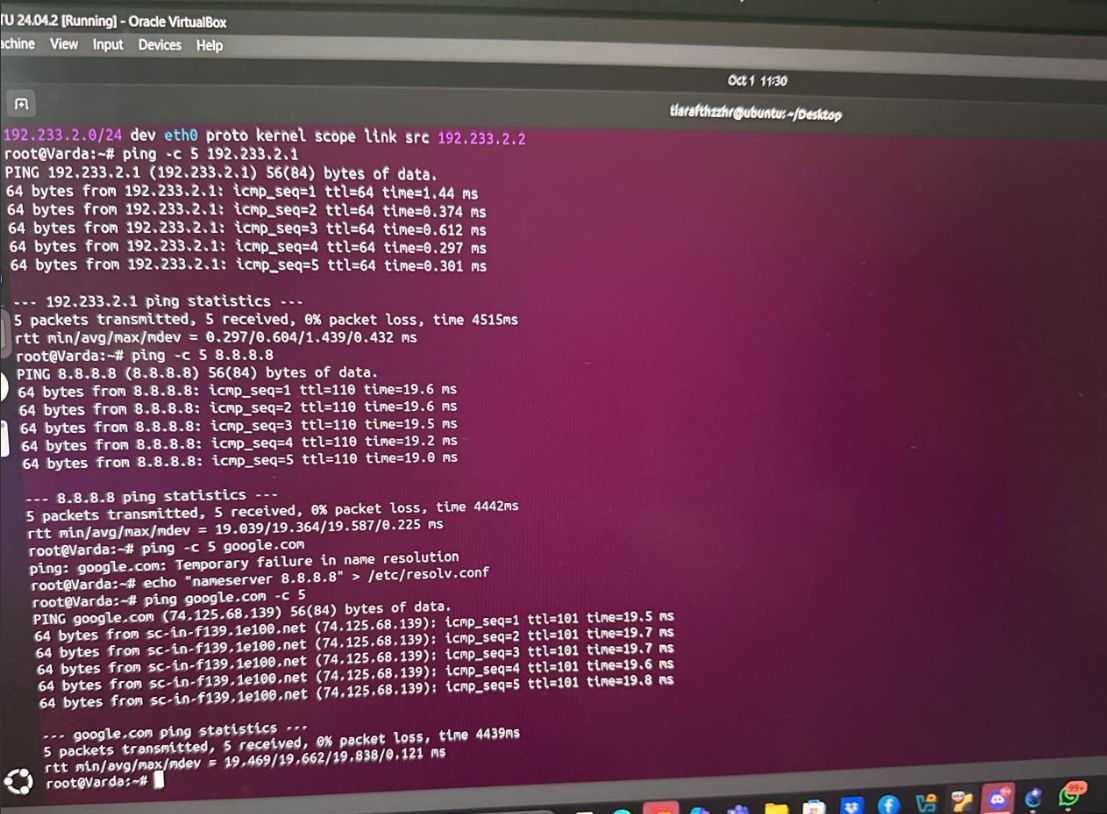 TU 24.04.2 [Running] - Oracle VirtualBox
achine View Input Devices Help
Oct 1 11:30
tiarafthzzhr@ubuntu: ~/Desktop
192.233.2.0/24 dev eth0 proto kernel scope link src 192.233.2.2
root@Varda:~# ping -c 5 192.233.2.1
PING 192.233.2.1 (192.233.2.1) 56(84) bytes of data.
64 bytes from 192.233.2.1: icmp_seq=1 ttl=64 time=1.44 ms
64 bytes from 192.233.2.1: icmp_seq=2 ttl=64 time=0.374 ms
64 bytes from 192.233.2.1: icmp_seq=3 ttl=64 time=0.612 ms
64 bytes from 192.233.2.1: icmp_seq=4 ttl=64 time=0.297 ms
64 bytes from 192.233.2.1: icmp_seq=5 ttl=64 time=0.301 ms
--- 192.233.2.1 ping statistics ---
5 packets transmitted, 5 received, 0% packet loss, time 4515ms
rtt min/avg/max/mdev = 0.297/0.604/1.439/0.432 ms
root@Varda:~# ping -c 5 8.8.8.8
PING 8.8.8.8 (8.8.8.8) 56(84) bytes of data.
64 bytes from 8.8.8.8: icmp_seq=1 ttl=110 time=19.6 ms
64 bytes from 8.8.8.8: icmp_seq=2 ttl=110 time=19.6 ms
64 bytes from 8.8.8.8: icmp_seq=3 ttl=110 time=19.5 ms
64 bytes from 8.8.8.8: icmp_seq=4 ttl=110 time=19.2 ms
64 bytes from 8.8.8.8: icmp_seq=5 ttl=110 time=19.0 ms
--- 8.8.8.8 ping statistics ---
5 packets transmitted, 5 received, 0% packet loss, time 4442ms
rtt min/avg/max/mdev = 19.039/19.364/19.587/0.225 ms
root@Varda:~# ping -c 5 google.com
ping: google.com: Temporary failure in name resolution
root@Varda:~# echo "nameserver 8.8.8.8" > /etc/resolv.conf
root@Varda:~# ping google.com -c 5
PING google.com (74.125.68.139) 56(84) bytes of data.
64 bytes from sc-in-f139.1e100.net (74.125.68.139): icmp_seq=1 ttl=101 time=19.5 ms
64 bytes from sc-in-f139.1e100.net (74.125.68.139): icmp_seq=2 ttl=101 time=19.7 ms
64 bytes from sc-in-f139.1e100.net (74.125.68.139): icmp_seq=3 ttl=101 time=19.7 ms
64 bytes from sc-in-f139.1e100.net (74.125.68.139): icmp_seq=4 ttl=101 time=19.6 ms
64 bytes from sc-in-f139.1e100.net (74.125.68.139): icmp_seq=5 ttl=101 time=19.8 ms
--- google.com ping statistics ---
5 packets transmitted, 5 received, 0% packet loss, time 4439ms
rtt min/avg/max/mdev = 19.469/19.662/19.838/0.121 ms
root@Varda:~#
99+